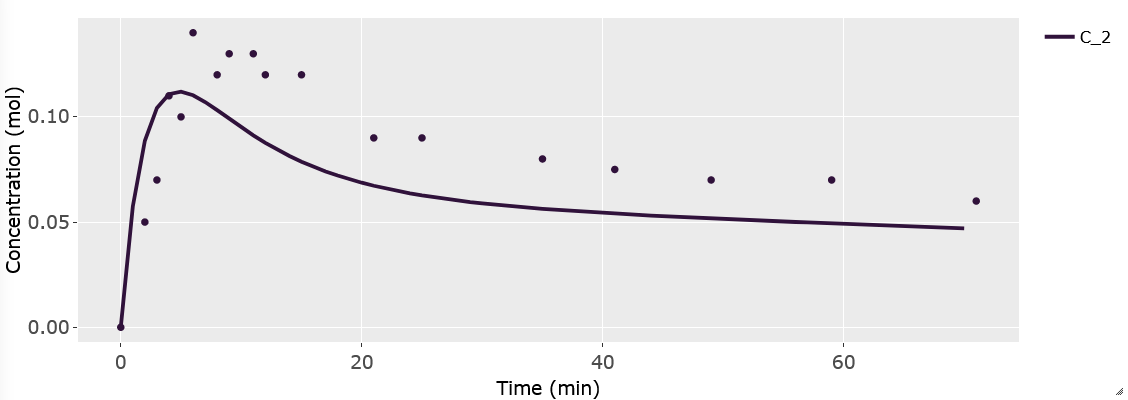 C_2
Concentration (mol)
0.10
0.05
0.00
0 20 40 60
Time (min)